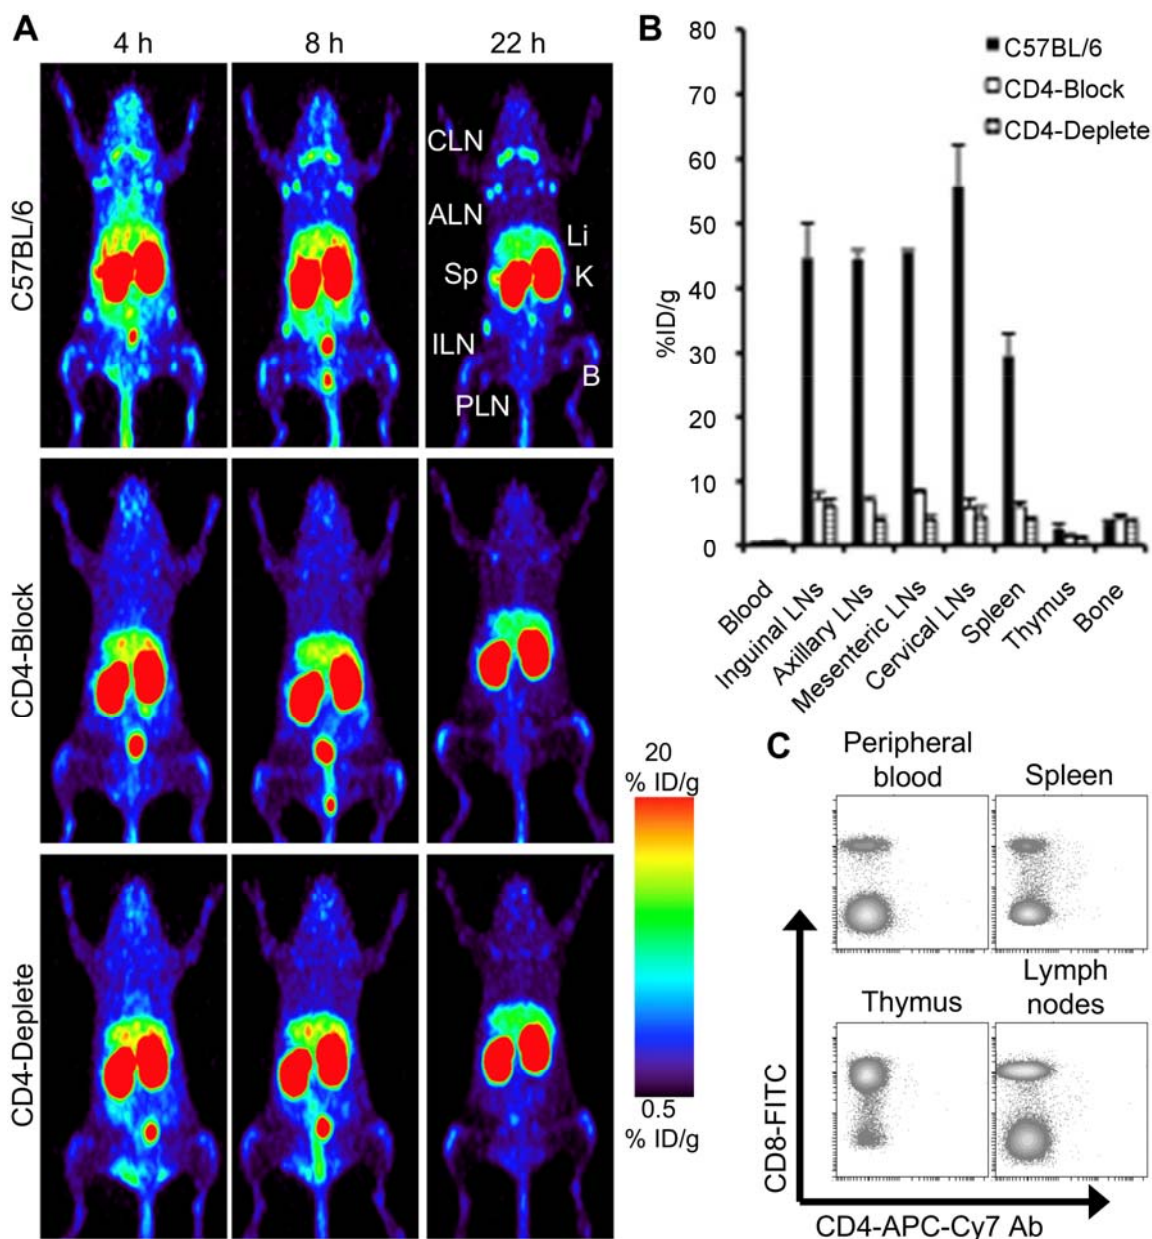 A
4 h
8 h
22 h
C57BL/6
CLN
ALN
Li
Sp
K
ILN
B
PLN
CD4-Block
CD4-Deplete
20
% ID/g
0.5
% ID/g
B
80
70
60
50
40
30
20
10
0
%ID/g
C57BL/6
CD4-Block
CD4-Deplete
Blood
Inguinal LNs
Axillary LNs
Mesenteric LNs
Cervical LNs
Spleen
Thymus
Bone
C
Peripheral
blood
Spleen
Thymus
Lymph
nodes
CD8-FITC
CD4-APC-Cy7 Ab